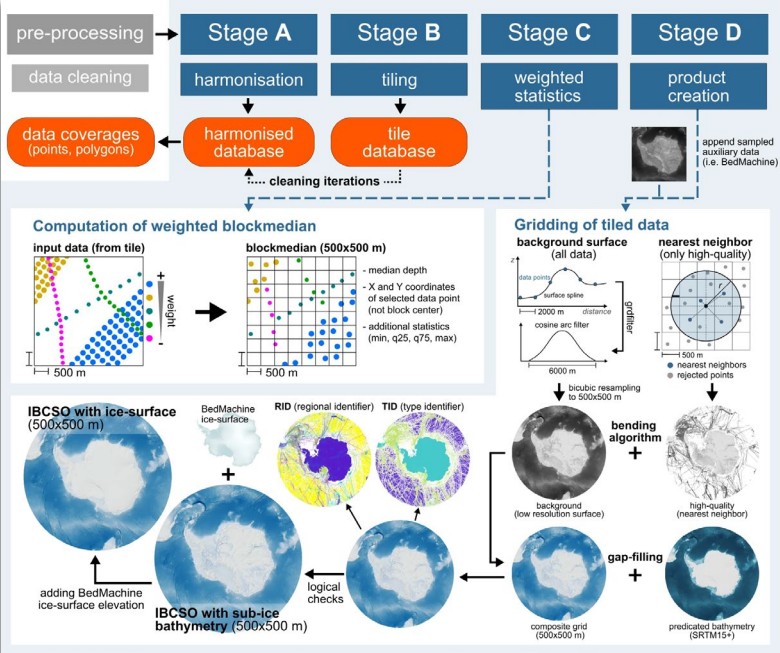 pre-processing
Stage A
Stage B
Stage C
Stage D
data cleaning
harmonisation
tiling
weighted
statistics
product
creation
data coverages
(points, polygons)
harmonised
database
tile
database
append sampled
auxiliary data
(i.e. BedMachine)
cleaning iterations
Computation of weighted blockmedian
input data (from tile)
+
weight
-
500 m
blockmedian (500x500 m)
- median depth
- X and Y coordinates
of selected data point
(not block center)
- additional statistics
(min, q25, q75, max)
500 m
Gridding of tiled data
background surface
(all data)
z
data points
surface spline
2000 m
distance
grdfilter
cosine arc filter
6000 m
nearest neighbor
(only high-quality)
r
500 m
nearest neighbors
rejected points
bicubic resampling
to 500x500 m
bending
algorithm
+
background
(low resolution surface)
high-quality
(nearest neighbor)
gap-filling
+
composite grid
(500x500 m)
predicated bathymetry
(SRTM15+)
IBCSO with ice-surface
(500x500 m)
BedMachine
ice-surface
+
RID (regional identifier)
TID (type identifier)
logical
checks
adding BedMachine
ice-surface elevation
IBCSO with sub-ice
bathymetry (500x500 m)